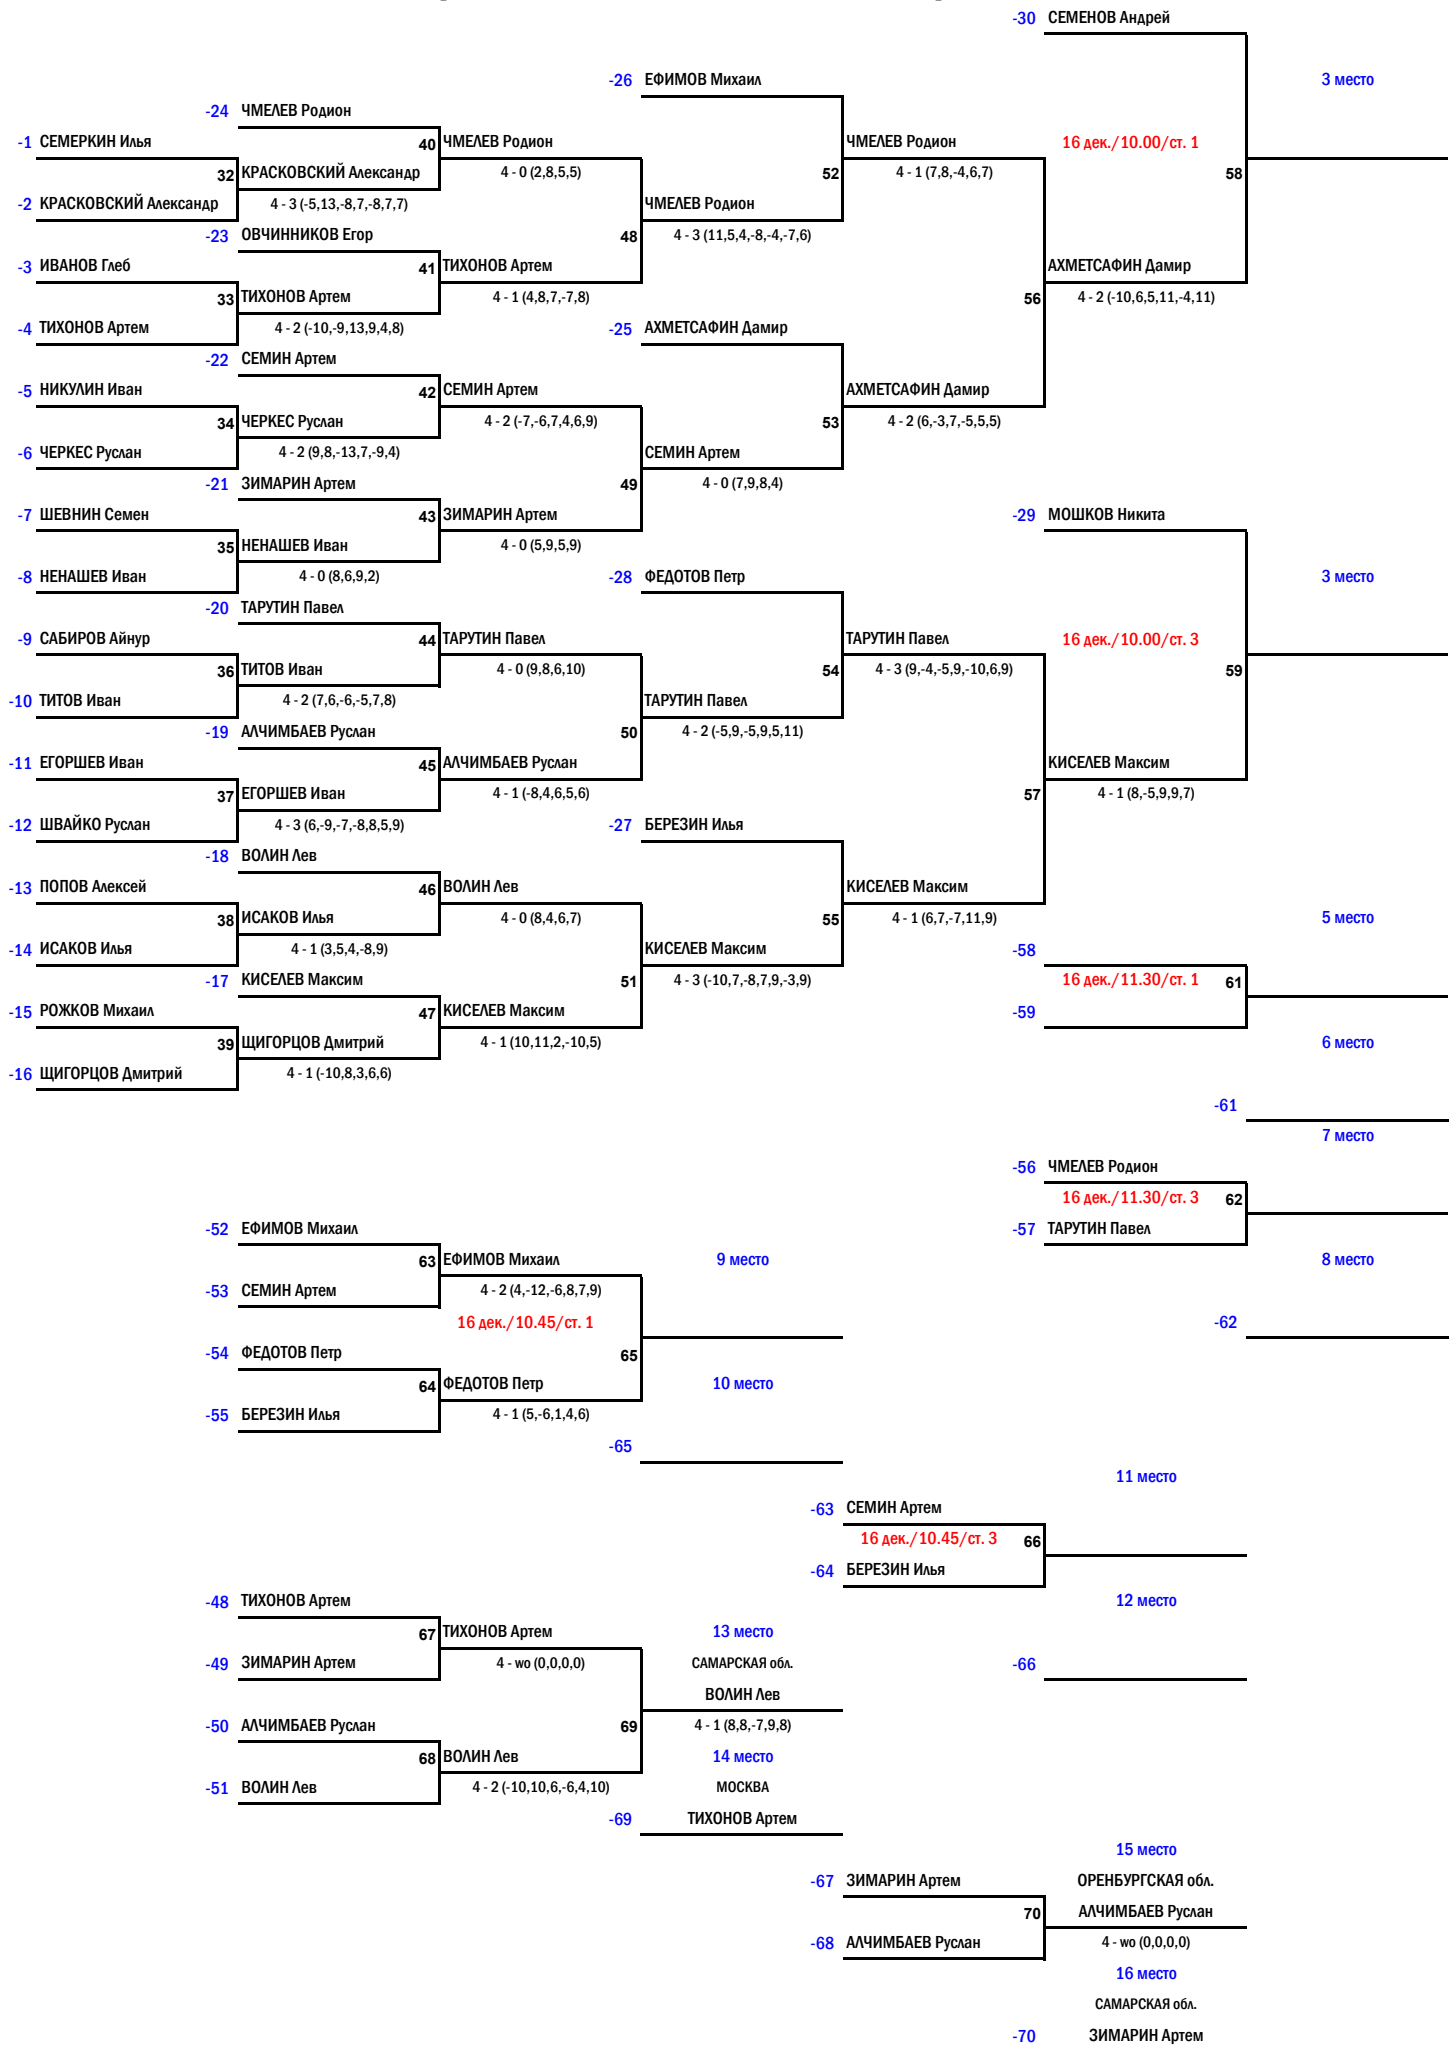 -30 СЕМЕНОВ Андрей
-26 ЕФИМОВ Михаил
3 место
-24 ЧМЕЛЕВ Родион
-1 СЕМЕРКИН Илья
40 ЧМЕЛЕВ Родион
ЧМЕЛЕВ Родион
16 дек./10.00/ст. 1
32 КРАСКОВСКИЙ Александр
4 - 0 (2,8,5,5)
52
4 - 1 (7,8,-4,6,7)
58
-2 КРАСКОВСКИЙ Александр
4 - 3 (-5,13,-8,7,-8,7,7)
ЧМЕЛЕВ Родион
-23 ОВЧИННИКОВ Егор
48
4 - 3 (11,5,4,-8,-4,-7,6)
-3 ИВАНОВ Глеб
41 ТИХОНОВ Артем
АХМЕТСАФИН Дамир
33 ТИХОНОВ Артем
4 - 1 (4,8,7,-7,8)
56
4 - 2 (-10,6,5,11,-4,11)
-4 ТИХОНОВ Артем
4 - 2 (-10,-9,13,9,4,8)
-25 АХМЕТСАФИН Дамир
-22 СЕМИН Артем
-5 НИКУЛИН Иван
42 СЕМИН Артем
АХМЕТСАФИН Дамир
34 ЧЕРКЕС Руслан
4 - 2 (-7,-6,7,4,6,9)
53
4 - 2 (6,-3,7,-5,5,5)
-6 ЧЕРКЕС Руслан
4 - 2 (9,8,-13,7,-9,4)
СЕМИН Артем
-21 ЗИМАРИН Артем
49
4 - 0 (7,9,8,4)
-7 ШЕВНИН Семен
43 ЗИМАРИН Артем
-29 МОШКОВ Никита
35 НЕНАШЕВ Иван
4 - 0 (5,9,5,9)
-8 НЕНАШЕВ Иван
4 - 0 (8,6,9,2)
-28 ФЕДОТОВ Петр
3 место
-20 ТАРУТИН Павел
-9 САБИРОВ Айнур
44 ТАРУТИН Павел
ТАРУТИН Павел
16 дек./10.00/ст. 3
36 ТИТОВ Иван
4 - 0 (9,8,6,10)
54
4 - 3 (9,-4,-5,9,-10,6,9)
59
-10 ТИТОВ Иван
4 - 2 (7,6,-6,-5,7,8)
ТАРУТИН Павел
-19 АЛЧИМБАЕВ Руслан
50
4 - 2 (-5,9,-5,9,5,11)
-11 ЕГОРШЕВ Иван
45 АЛЧИМБАЕВ Руслан
КИСЕЛЕВ Максим
37 ЕГОРШЕВ Иван
4 - 1 (-8,4,6,5,6)
57
4 - 1 (8,-5,9,9,7)
-12 ШВАЙКО Руслан
4 - 3 (6,-9,-7,-8,8,5,9)
-27 БЕРЕЗИН Илья
-18 ВОЛИН Лев
-13 ПОПОВ Алексей
46 ВОЛИН Лев
КИСЕЛЕВ Максим
38 ИСАКОВ Илья
4 - 0 (8,4,6,7)
55
4 - 1 (6,7,-7,11,9)
5 место
-14 ИСАКОВ Илья
4 - 1 (3,5,4,-8,9)
КИСЕЛЕВ Максим
-58
-17 КИСЕЛЕВ Максим
51
4 - 3 (-10,7,-8,7,9,-3,9)
16 дек./11.30/ст. 1
61
-15 РОЖКОВ Михаил
47 КИСЕЛЕВ Максим
-59
39 ЩИГОРЦОВ Дмитрий
4 - 1 (10,11,2,-10,5)
6 место
-16 ЩИГОРЦОВ Дмитрий
4 - 1 (-10,8,3,6,6)
-61
7 место
-56 ЧМЕЛЕВ Родион
16 дек./11.30/ст. 3
62
-52 ЕФИМОВ Михаил
-57 ТАРУТИН Павел
63 ЕФИМОВ Михаил
9 место
8 место
-53 СЕМИН Артем
4 - 2 (4,-12,-6,8,7,9)
16 дек./10.45/ст. 1
-62
-54 ФЕДОТОВ Петр
65
64 ФЕДОТОВ Петр
10 место
-55 БЕРЕЗИН Илья
4 - 1 (5,-6,1,4,6)
-65
11 место
-63 СЕМИН Артем
16 дек./10.45/ст. 3
66
-64 БЕРЕЗИН Илья
-48 ТИХОНОВ Артем
12 место
67 ТИХОНОВ Артем
13 место
-49 ЗИМАРИН Артем
4 - wo (0,0,0,0)
САМАРСКАЯ обл.
-66
ВОЛИН Лев
-50 АЛЧИМБАЕВ Руслан
69
4 - 1 (8,8,-7,9,8)
68 ВОЛИН Лев
14 место
-51 ВОЛИН Лев
4 - 2 (-10,10,6,-6,4,10)
МОСКВА
-69 ТИХОНОВ Артем
15 место
-67 ЗИМАРИН Артем
ОРЕНБУРГСКАЯ обл.
70 АЛЧИМБАЕВ Руслан
-68 АЛЧИМБАЕВ Руслан
4 - wo (0,0,0,0)
16 место
САМАРСКАЯ обл.
-70 ЗИМАРИН Артем